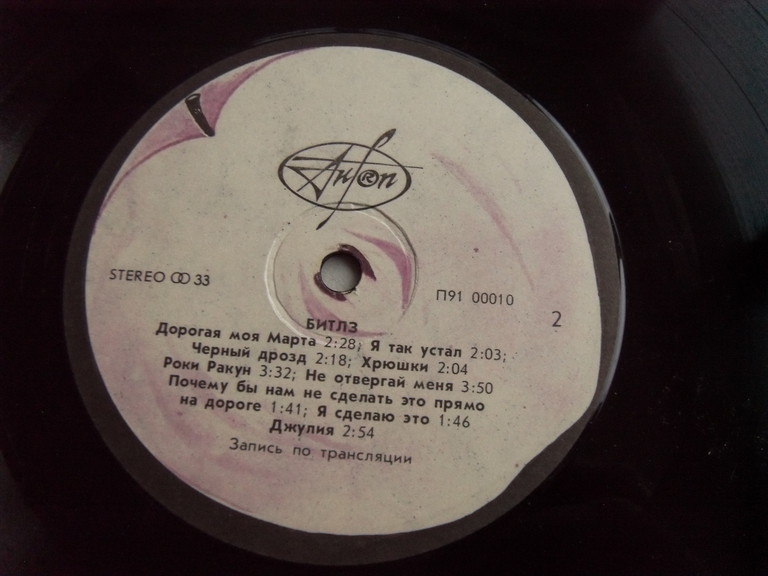 АнТроп
®
STEREO 33
П91 00010
2
БИТЛЗ
Дорогая моя Марта 2:28; Я так устал 2:03;
Черный дрозд 2:18; Хрюшки 2:04
Роки Ракун 3:32; Не отвергай меня 3:50
Почему бы нам не сделать это прямо
на дороге 1:41; Я сделаю это 1:46
Джулия 2:54
Запись по трансляции